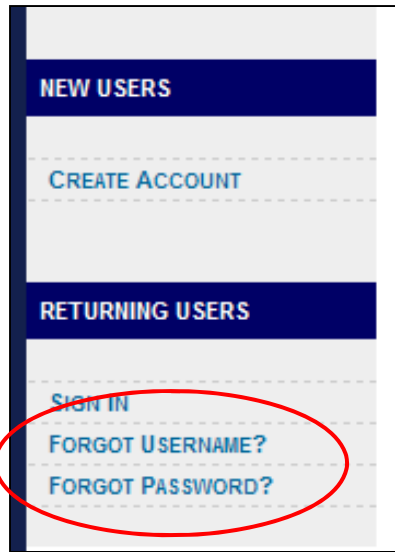 NEW USERS
CREATE ACCOUNT
RETURNING USERS
SIGN IN
FORGOT USERNAME?
FORGOT PASSWORD?